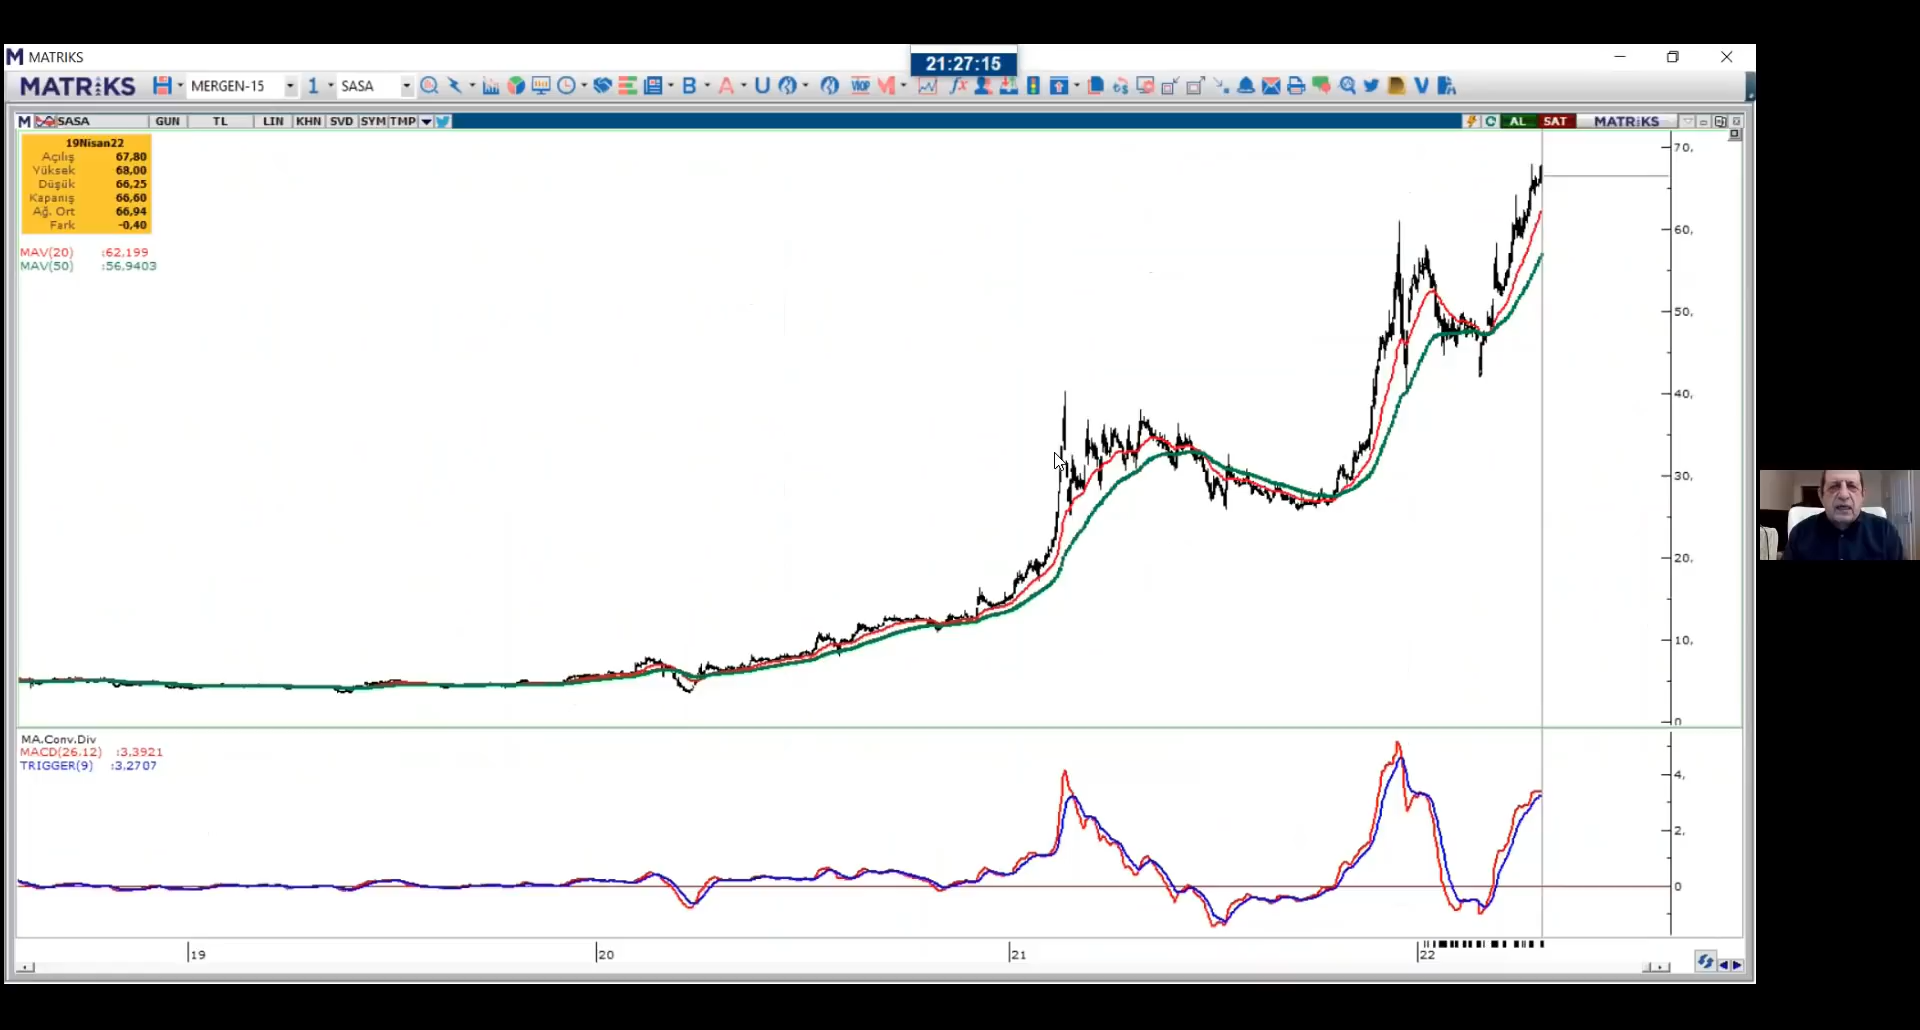 MATRIKS
21:27:15
MATRIKS MERGEN-15 1 SASA B A U VIOP M fx V
M SASA GUN TL LIN KHN SVD SYM TMP AL SAT MATRIKS
19Nisan22
Açılış 67,80
Yüksek 68,00
Düşük 66,25
Kapanış 66,60
Ağ. Ort 66,94
Fark -0,40
MAV(20) :62,199
MAV(50) :56,9403
70,
60,
50,
40,
30,
20,
10,
0
MA.Conv.Div
MACD(26,12) :3,3921
TRIGGER(9) :3,2707
4,
2,
0
19 20 21 22